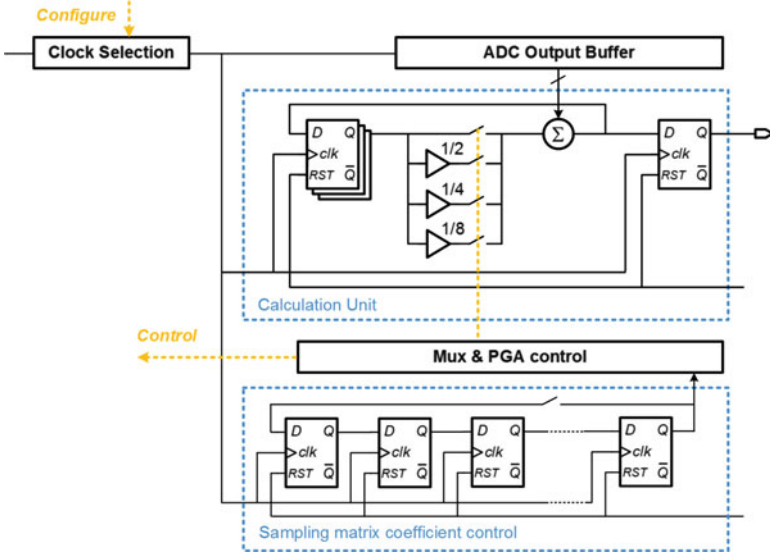 Configure
Clock Selection
ADC Output Buffer
D Q
clk
RST Q
1/2
1/4
1/8
Σ
D Q
clk
RST Q
Calculation Unit
Control
Mux & PGA control
D Q
clk
RST Q
D Q
clk
RST Q
D Q
clk
RST Q
D Q
clk
RST Q
Sampling matrix coefficient control